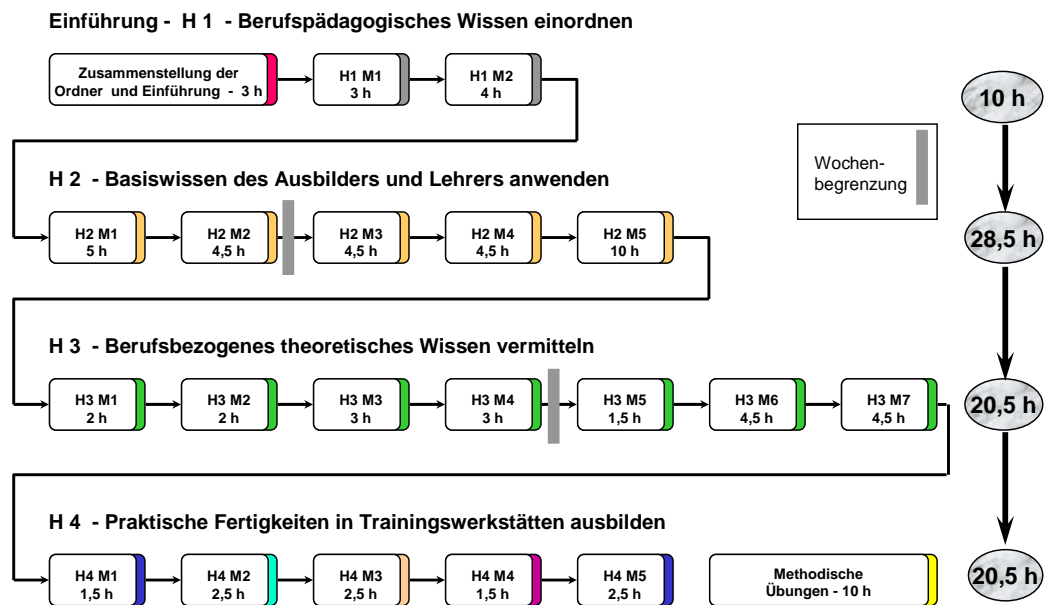 Einführung - H 1 - Berufspädagogisches Wissen einordnen
Zusammenstellung der
Ordner und Einführung - 3 h
H1 M1
3 h
H1 M2
4 h
10 h
Wochen-
begrenzung
H 2 - Basiswissen des Ausbilders und Lehrers anwenden
H2 M1
5 h
H2 M2
4,5 h
H2 M3
4,5 h
H2 M4
4,5 h
H2 M5
10 h
28,5 h
H 3 - Berufsbezogenes theoretisches Wissen vermitteln
H3 M1
2 h
H3 M2
2 h
H3 M3
3 h
H3 M4
3 h
H3 M5
1,5 h
H3 M6
4,5 h
H3 M7
4,5 h
20,5 h
H 4 - Praktische Fertigkeiten in Trainingswerkstätten ausbilden
H4 M1
1,5 h
H4 M2
2,5 h
H4 M3
2,5 h
H4 M4
1,5 h
H4 M5
2,5 h
Methodische
Übungen - 10 h
20,5 h